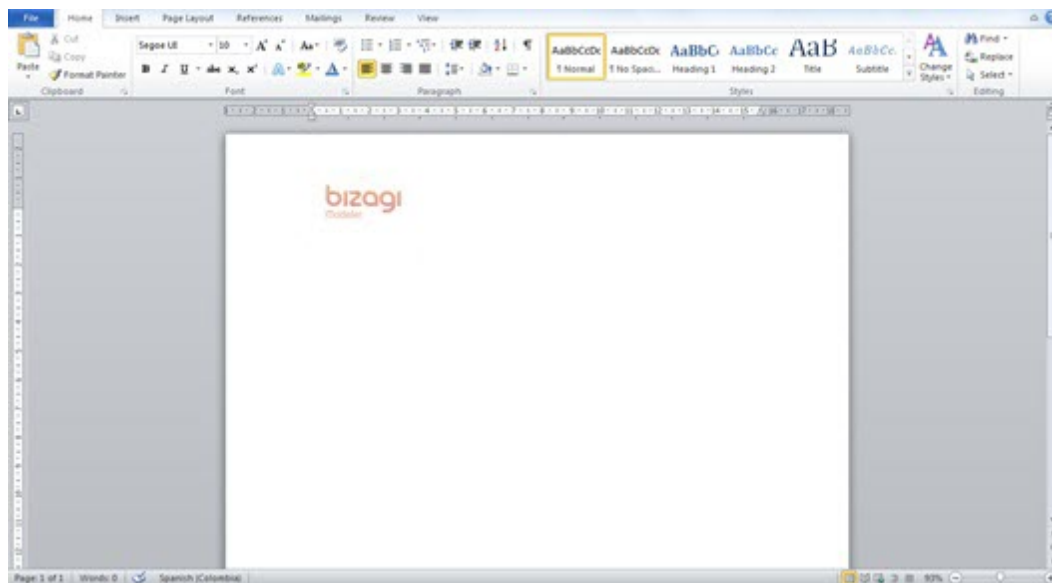 File Home Insert Page Layout References Mailings Review View
Cut
Copy
Paste
Format Painter
Clipboard
Segoe UI 10
Font
Paragraph
AaBbCcDc AaBbCcDc AaBbC AaBbCc AaB AaBbCc.
¶ Normal ¶ No Spac... Heading 1 Heading 2 Title Subtitle
Change
Styles
Styles
Find
Replace
Select
Editing
bizagi
Modeler
Page: 1 of 1 Words: 0 Spanish (Colombia) 93%